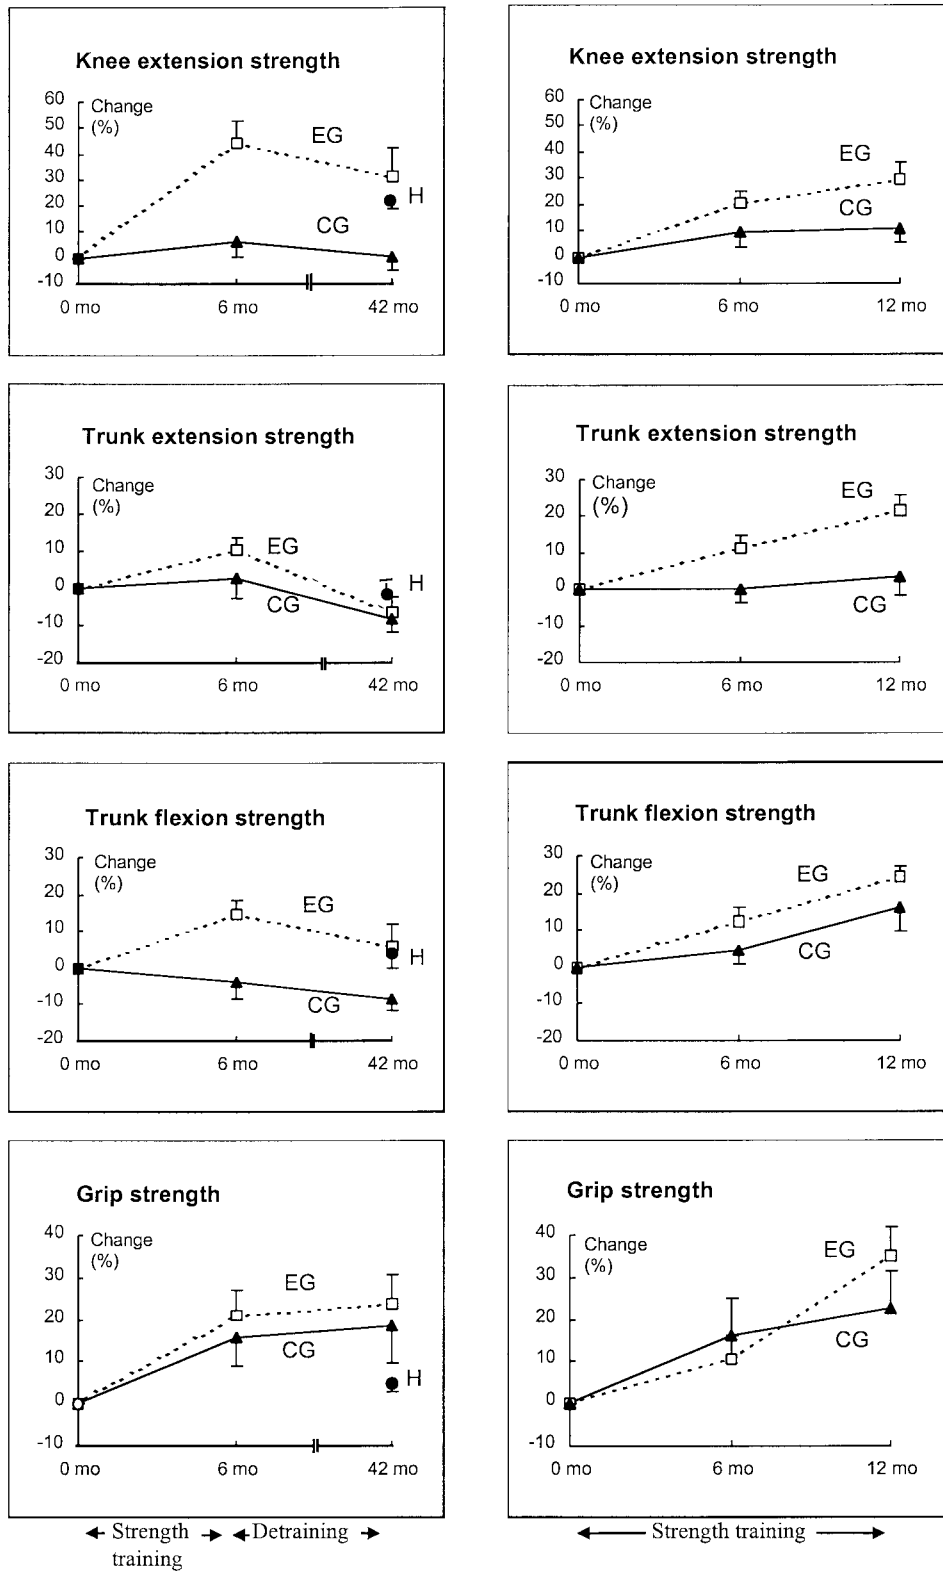 Knee extension strength
60
50
40
30
20
10
0
-10
Change
(%)
EG
H
CG
0 mo
6 mo
42 mo
Knee extension strength
60
50
40
30
20
10
0
-10
Change
(%)
EG
CG
0 mo
6 mo
12 mo
Trunk extension strength
30
20
10
0
-10
-20
Change
(%)
EG
H
CG
0 mo
6 mo
42 mo
Trunk extension strength
30
20
10
0
-10
-20
Change
(%)
EG
CG
0 mo
6 mo
12 mo
Trunk flexion strength
30
20
10
0
-10
-20
Change
(%)
EG
H
CG
0 mo
6 mo
42 mo
Trunk flexion strength
30
20
10
0
-10
-20
Change
(%)
EG
CG
0 mo
6 mo
12 mo
Grip strength
40
30
20
10
0
-10
Change
(%)
EG
CG
H
0 mo
6 mo
42 mo
Grip strength
40
30
20
10
0
-10
Change
(%)
EG
CG
0 mo
6 mo
12 mo
Strength
training
Detraining
Strength training